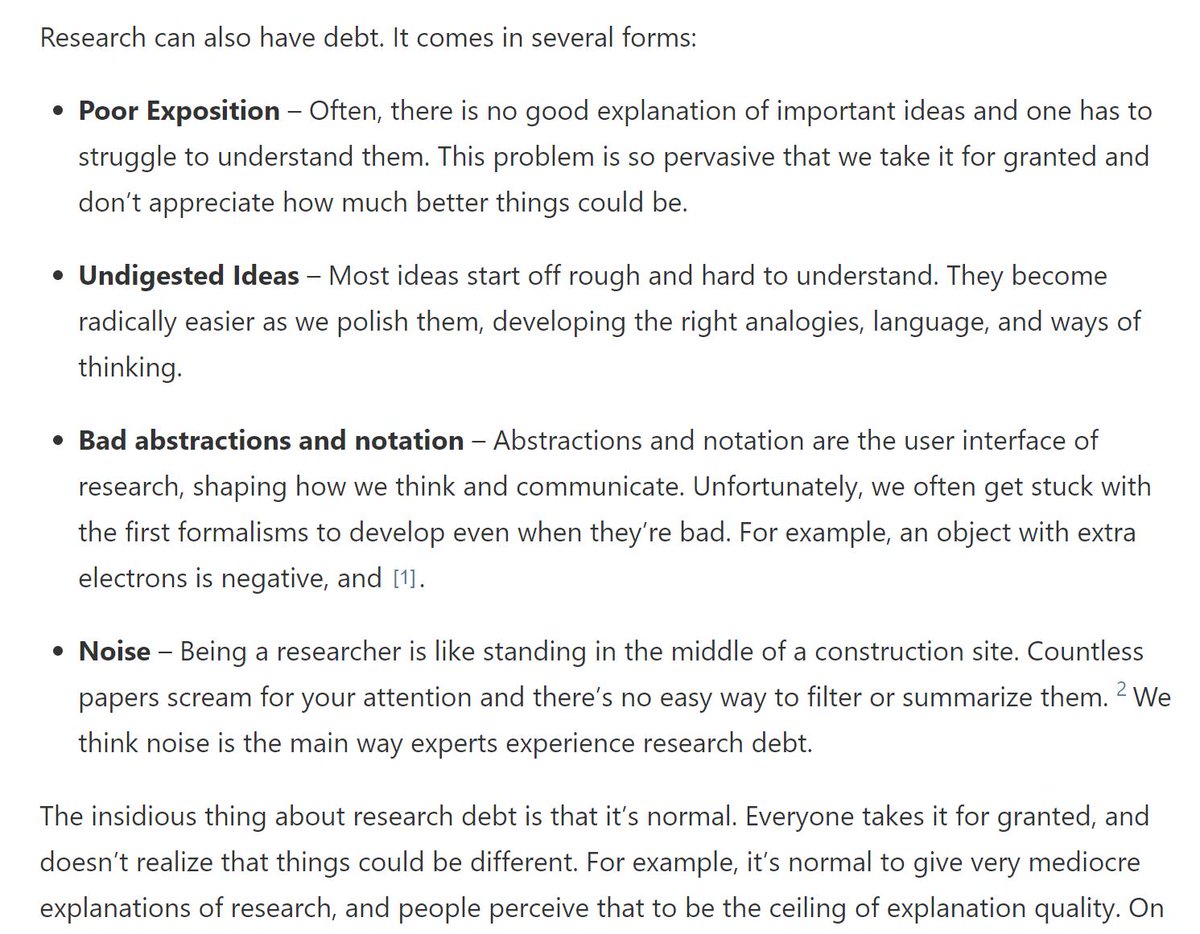 Research can also have debt. It comes in several forms:
• Poor Exposition – Often, there is no good explanation of important ideas and one has to
struggle to understand them. This problem is so pervasive that we take it for granted and
don’t appreciate how much better things could be.
• Undigested Ideas – Most ideas start off rough and hard to understand. They become
radically easier as we polish them, developing the right analogies, language, and ways of
thinking.
• Bad abstractions and notation – Abstractions and notation are the user interface of
research, shaping how we think and communicate. Unfortunately, we often get stuck with
the first formalisms to develop even when they’re bad. For example, an object with extra
electrons is negative, and [1].
• Noise – Being a researcher is like standing in the middle of a construction site. Countless
papers scream for your attention and there’s no easy way to filter or summarize them. 2 We
think noise is the main way experts experience research debt.
The insidious thing about research debt is that it’s normal. Everyone takes it for granted, and
doesn’t realize that things could be different. For example, it’s normal to give very mediocre
explanations of research, and people perceive that to be the ceiling of explanation quality. On